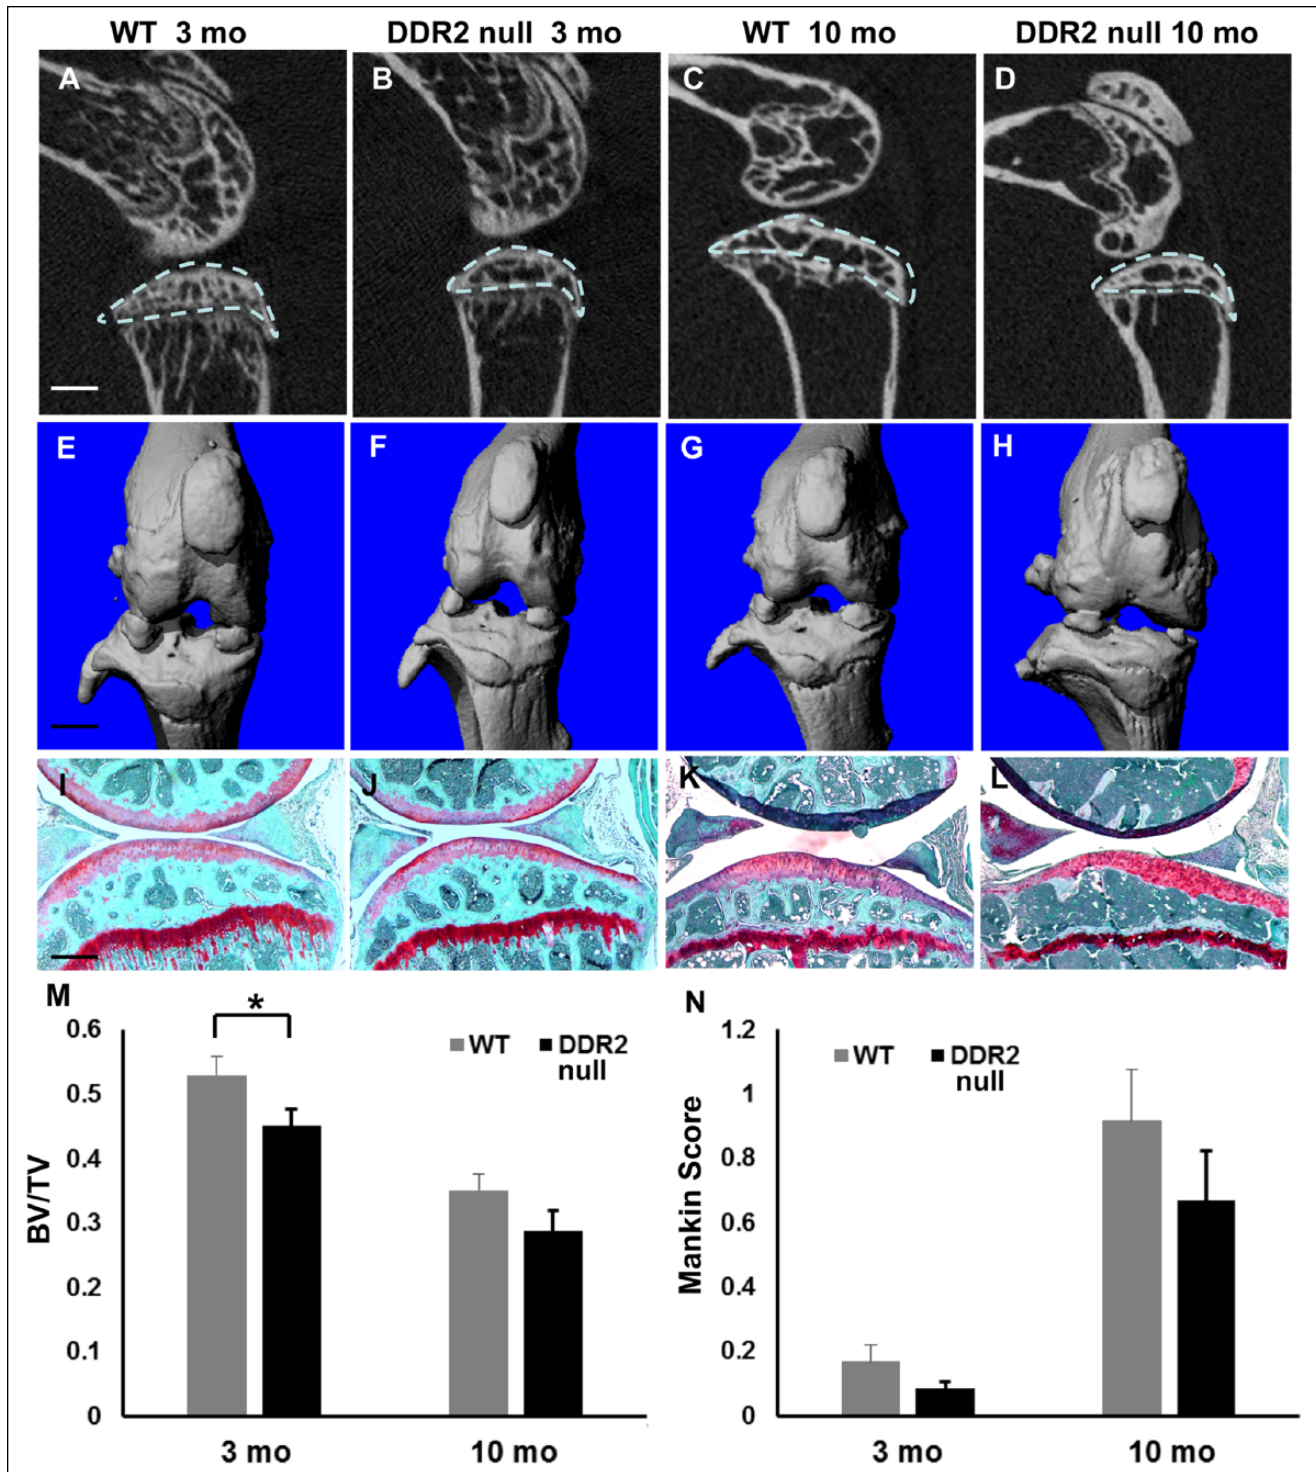 WT 3 mo
DDR2 null 3 mo
WT 10 mo
DDR2 null 10 mo
A
B
C
D
E
F
G
H
I
J
K
L
M
*
BV/TV
0.6
0.5
0.4
0.3
0.2
0.1
0
WT
DDR2
null
3 mo
10 mo
N
Mankin Score
1.2
1
0.8
0.6
0.4
0.2
0
WT
DDR2
null
3 mo
10 mo